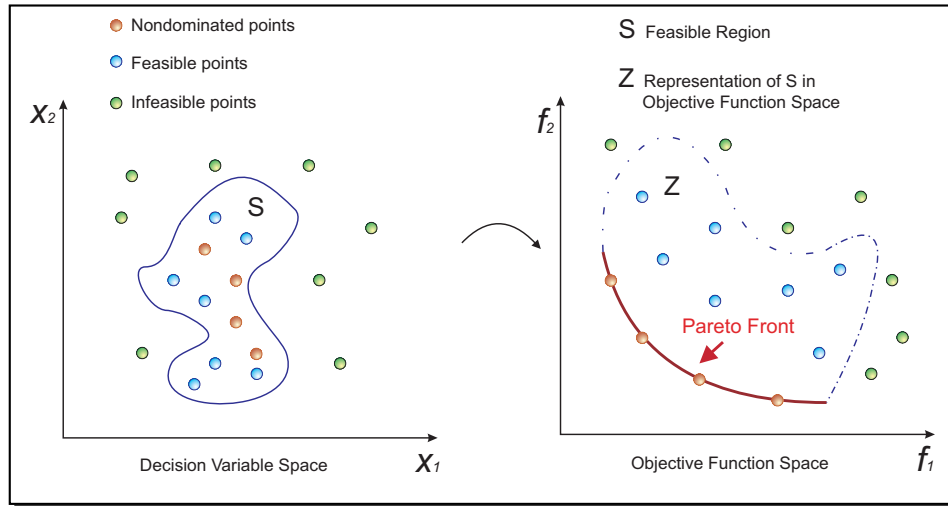 Nondominated points
Feasible points
Infeasible points
S Feasible Region
Z Representation of S in
Objective Function Space
X2
S
X1
Decision Variable Space
f2
Z
Pareto Front
f1
Objective Function Space